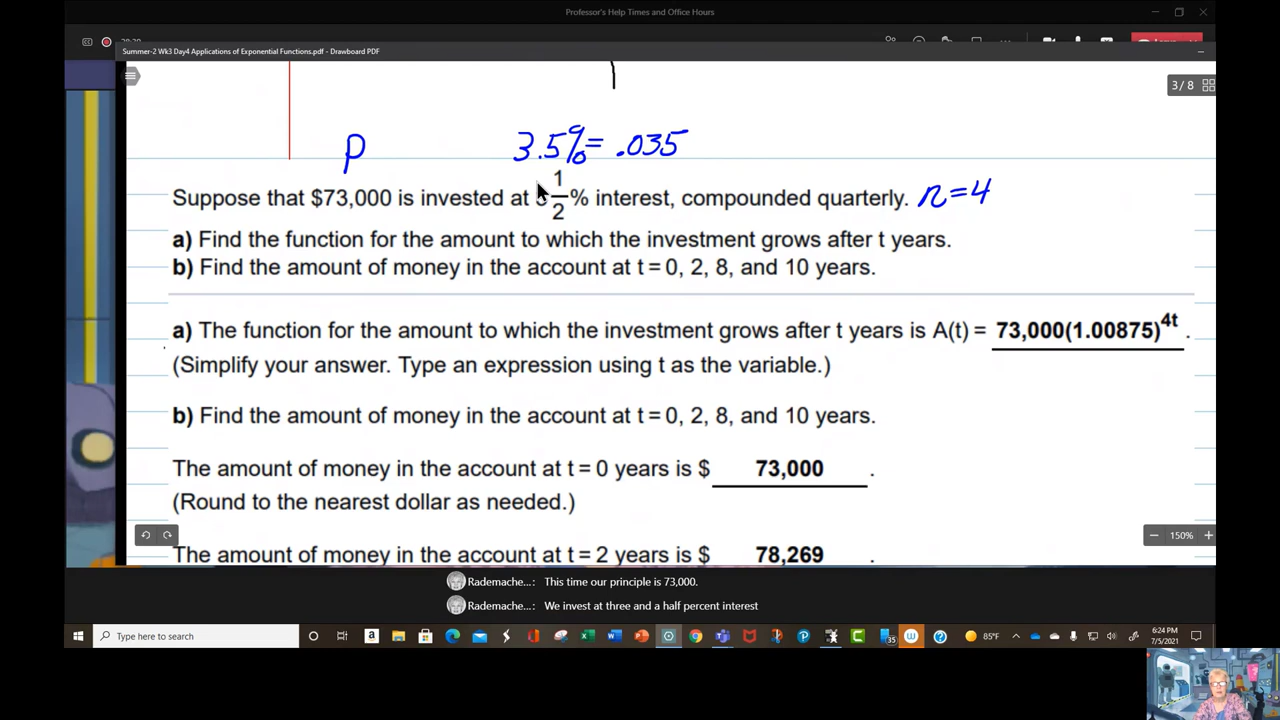 Professor's Help Times and Office Hours
Summer-2 Wk3 Day4 Applications of Exponential Functions.pdf - Drawboard PDF
3 / 8
P 3.5% = .035
Suppose that $73,000 is invested at 3 1/2 % interest, compounded quarterly. n = 4
a) Find the function for the amount to which the investment grows after t years.
b) Find the amount of money in the account at t = 0, 2, 8, and 10 years.
a) The function for the amount to which the investment grows after t years is A(t) = 73,000(1.00875)^4t .
(Simplify your answer. Type an expression using t as the variable.)
b) Find the amount of money in the account at t = 0, 2, 8, and 10 years.
The amount of money in the account at t = 0 years is $ 73,000 .
(Round to the nearest dollar as needed.)
150%
The amount of money in the account at t = 2 years is $ 78,269 .
Rademache...: This time our principle is 73,000.
Rademache...: We invest at three and a half percent interest
Type here to search
85°F
6:24 PM
7/5/2021
35